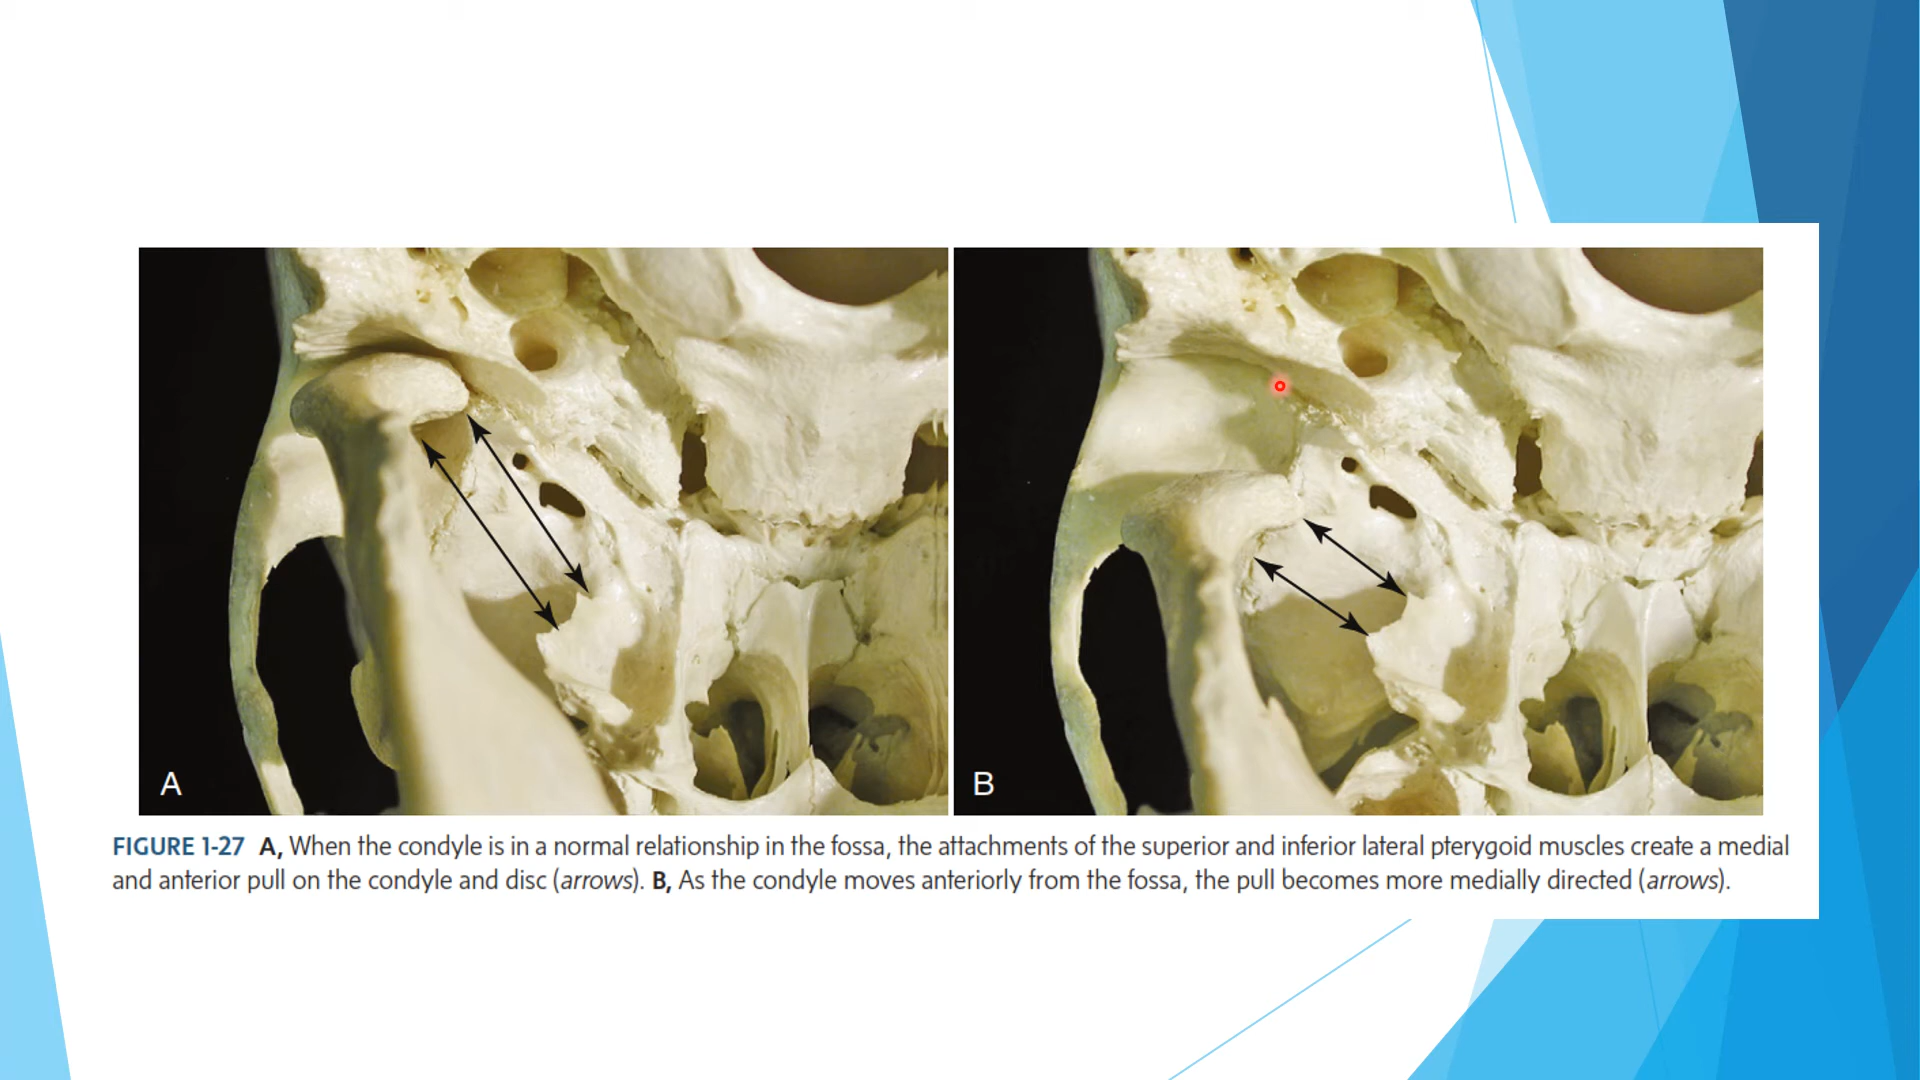 A
B
FIGURE 1-27 A, When the condyle is in a normal relationship in the fossa, the attachments of the superior and inferior lateral pterygoid muscles create a medial
and anterior pull on the condyle and disc (arrows). B, As the condyle moves anteriorly from the fossa, the pull becomes more medially directed (arrows).